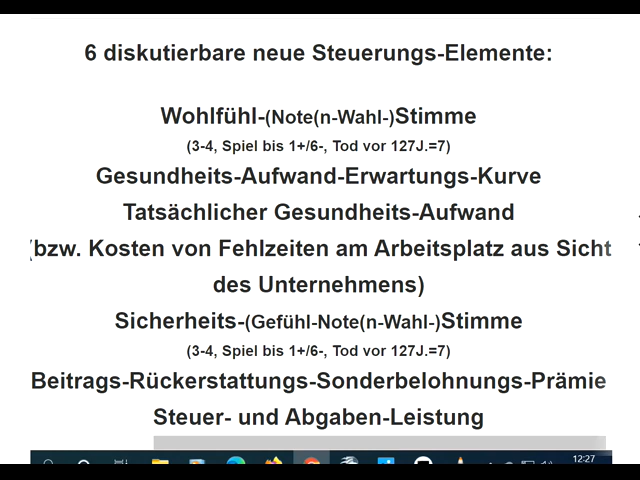 6 diskutierbare neue Steuerungs-Elemente:
Wohlfühl-(Note(n-Wahl-)Stimme
(3-4, Spiel bis 1+/6-, Tod vor 127J.=7)
Gesundheits-Aufwand-Erwartungs-Kurve
Tatsächlicher Gesundheits-Aufwand
(bzw. Kosten von Fehlzeiten am Arbeitsplatz aus Sicht
des Unternehmens)
Sicherheits-(Gefühl-Note(n-Wahl-)Stimme
(3-4, Spiel bis 1+/6-, Tod vor 127J.=7)
Beitrags-Rückerstattungs-Sonderbelohnungs-Prämie
Steuer- und Abgaben-Leistung
12:27